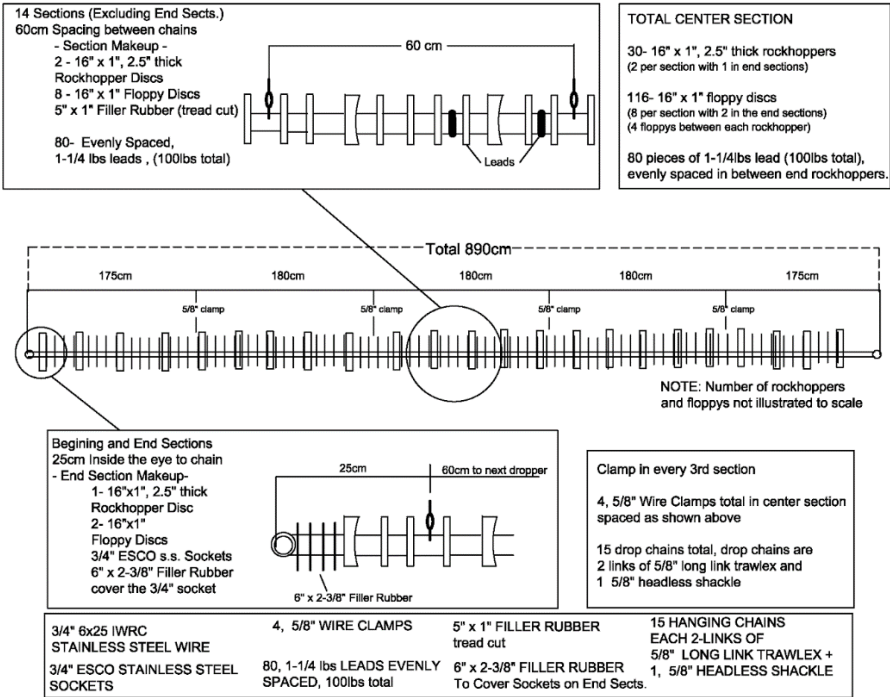 14 Sections (Excluding End Sects.)
60cm Spacing between chains
- Section Makeup -
2 - 16" x 1", 2.5" thick
Rockhopper Discs
8 - 16" x 1" Floppy Discs
5" x 1" Filler Rubber (tread cut)
80- Evenly Spaced,
1-1/4 lbs leads , (100lbs total)
60 cm
Leads
TOTAL CENTER SECTION
30- 16" x 1", 2.5" thick rockhoppers
(2 per section with 1 in end sections)
116- 16" x 1" floppy discs
(8 per section with 2 in the end sections)
(4 floppys between each rockhopper)
80 pieces of 1-1/4lbs lead (100lbs total),
evenly spaced in between end rockhoppers.
Total 890cm
175cm
180cm
180cm
180cm
175cm
5/8" clamp
5/8" clamp
5/8" clamp
5/8" clamp
NOTE: Number of rockhoppers
and floppys not illustrated to scale
Begining and End Sections
25cm Inside the eye to chain
- End Section Makeup-
1- 16"x1", 2.5" thick
Rockhopper Disc
2- 16"x1"
Floppy Discs
3/4" ESCO s.s. Sockets
6" x 2-3/8" Filler Rubber
cover the 3/4" socket
25cm
60cm to next dropper
6" x 2-3/8" Filler Rubber
Clamp in every 3rd section
4, 5/8" Wire Clamps total in center section
spaced as shown above
15 drop chains total, drop chains are
2 links of 5/8" long link trawlex and
1 5/8" headless shackle
3/4" 6x25 IWRC
STAINLESS STEEL WIRE
3/4" ESCO STAINLESS STEEL
SOCKETS
4, 5/8" WIRE CLAMPS
80, 1-1/4 lbs LEADS EVENLY
SPACED, 100lbs total
5" x 1" FILLER RUBBER
tread cut
6" x 2-3/8" FILLER RUBBER
To Cover Sockets on End Sects.
15 HANGING CHAINS
EACH 2-LINKS OF
5/8" LONG LINK TRAWLEX +
1, 5/8" HEADLESS SHACKLE